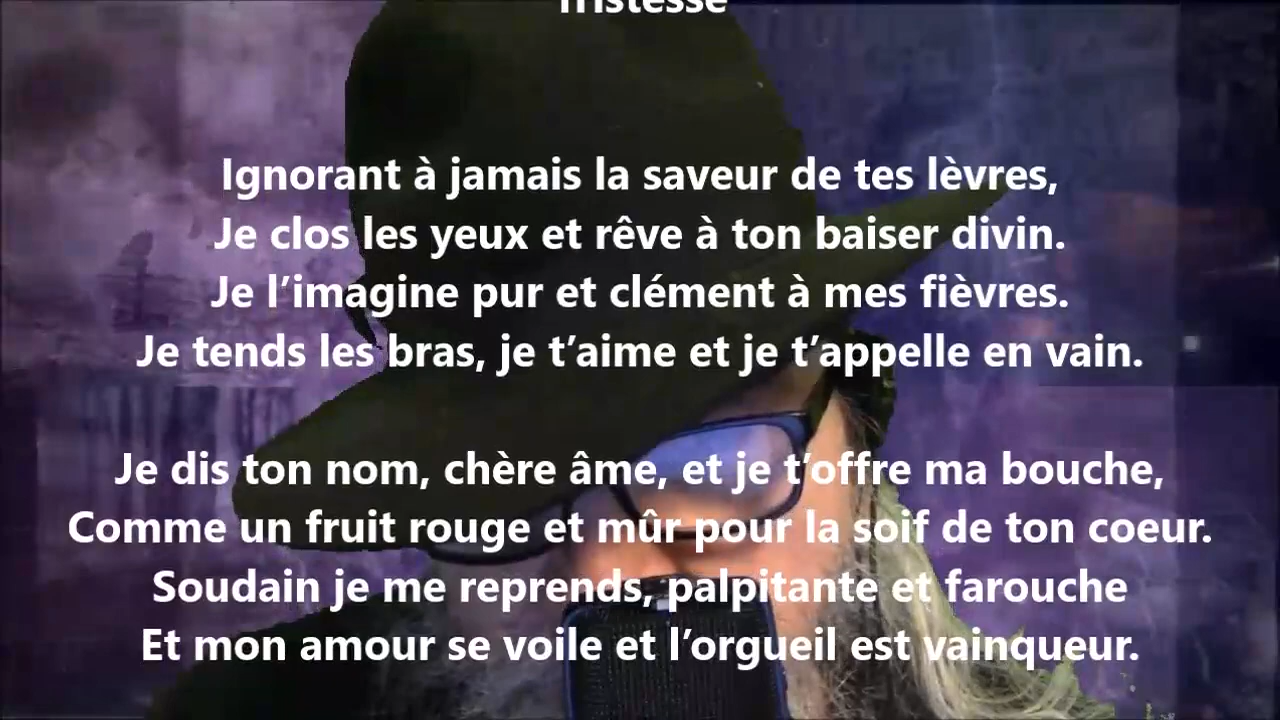 Tristesse
Ignorant à jamais la saveur de tes lèvres,
Je clos les yeux et rêve à ton baiser divin.
Je l’imagine pur et clément à mes fièvres.
Je tends les bras, je t’aime et je t’appelle en vain.
Je dis ton nom, chère âme, et je t’offre ma bouche,
Comme un fruit rouge et mûr pour la soif de ton coeur.
Soudain je me reprends, palpitante et farouche
Et mon amour se voile et l’orgueil est vainqueur.